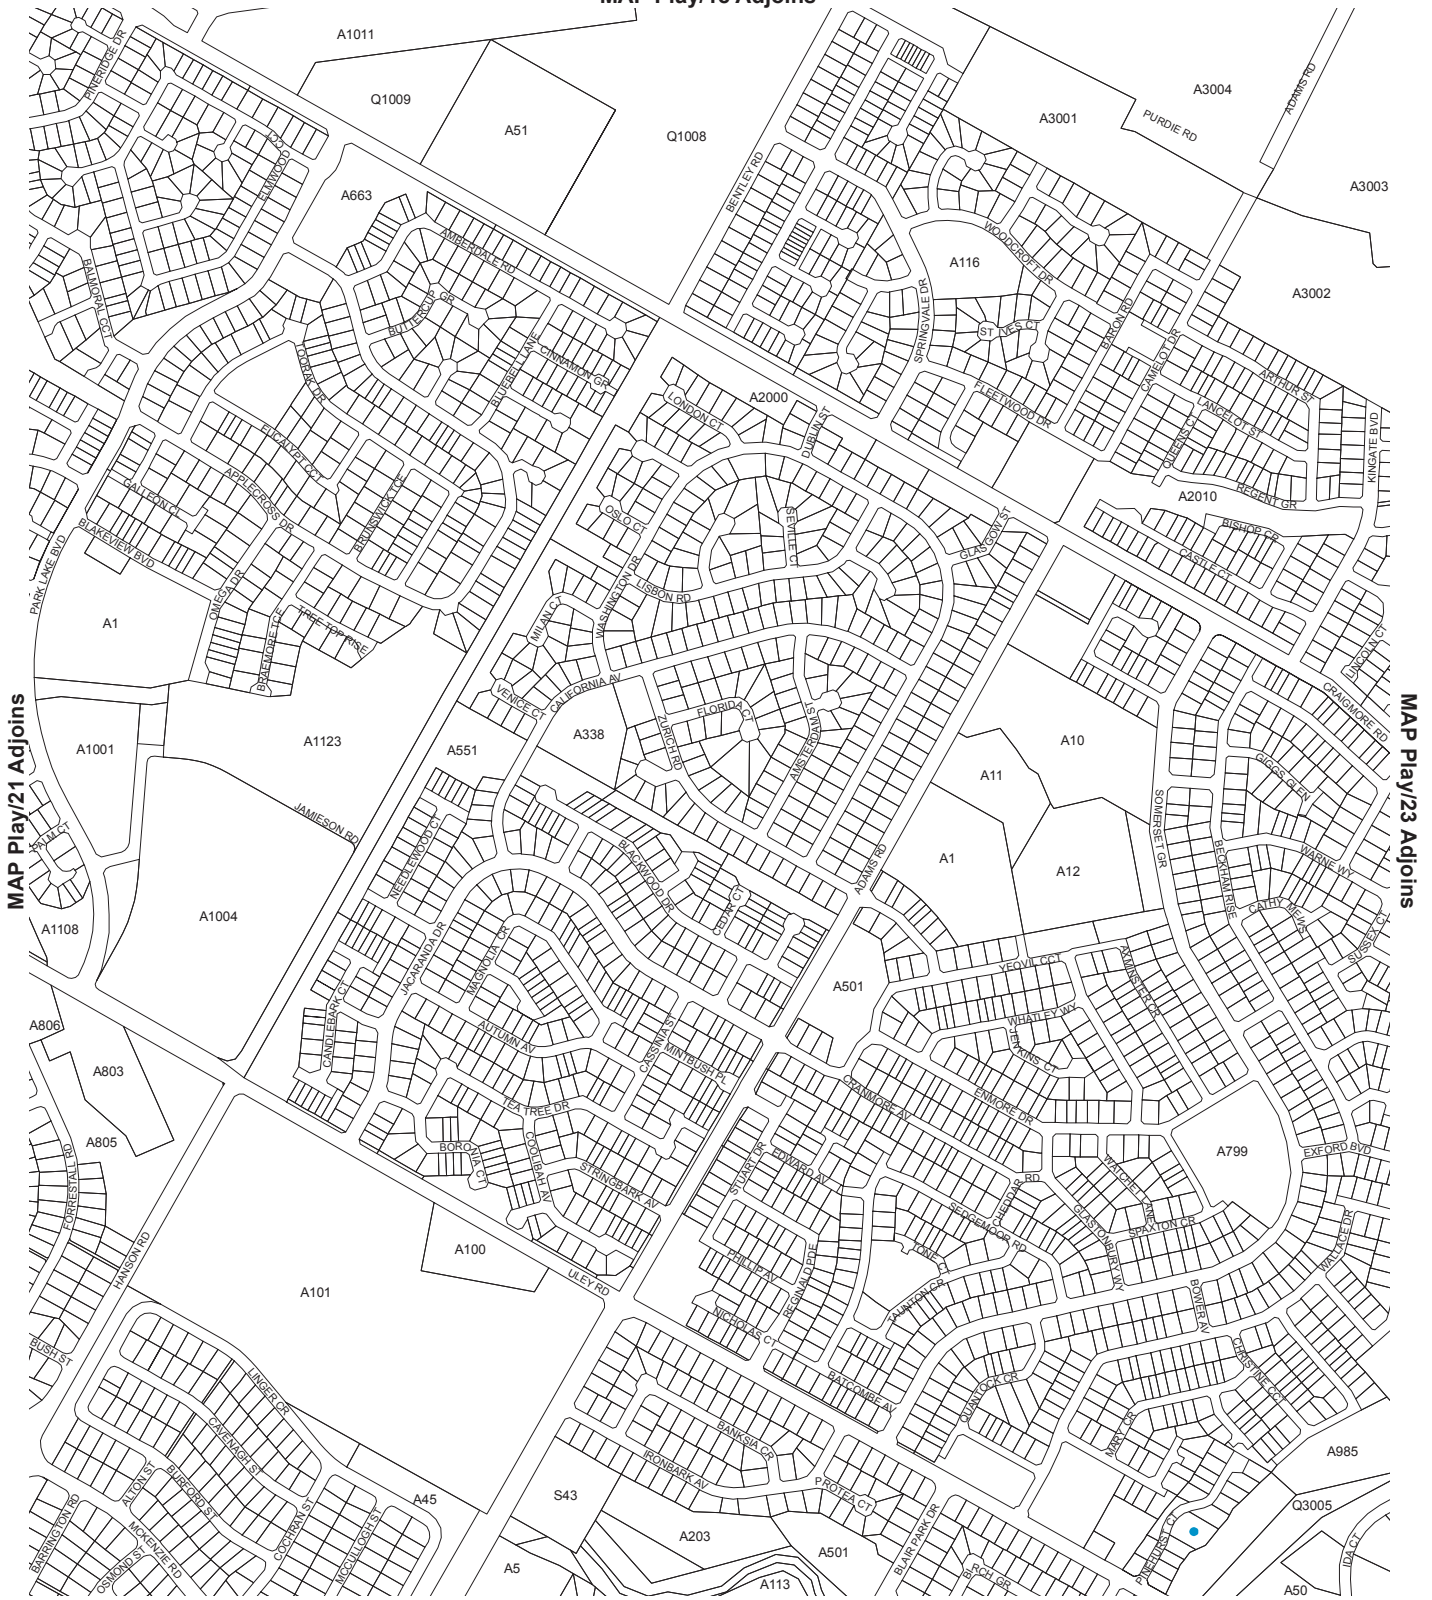 MAP Play/16 Adjoins
A1011
PINERIDGE DR
Q1009
A51
Q1008
A3004
ADAMS RD
A3001
PURDIE RD
A3003
ELMWOOD CCT
A663
BENTLEY RD
AMBERDALE RD
WOODCROFT DR
A116
A3002
BALMORAL CCT
BUTTERCUP GR
SPRINGVALE DR
ST IVES CT
BARON RD
CAMELOT DR
TOORAK DR
BLUEBELL LANE
CINNAMON GR
ARTHUR ST
LONDON CT
A2000
FLEETWOOD DR
LANCELOT ST
DUBLIN ST
QUEENS CT
KINGATE BVD
EUCALYPT CCT
APPLECROSS DR
GALLEON CL
BRUNSWICK TCE
OSLO CT
SEVILLE CT
GLASGOW ST
A2010
REGENT GR
BISHOP CR
CASTLE CT
BLAKEVIEW BVD
PARK LAKE BVD
OMEGA DR
LISBON RD
WASHINGTON DR
MILAN CT
A1
BRAEMORE TCE
TREE TOP RISE
LINCOLN CT
CALIFORNIA AV
VENICE CT
CRAIGMORE RD
MAP Play/21 Adjoins
MAP Play/23 Adjoins
FLORIDA CT
ZURICH RD
AMSTERDAM ST
A1001
A1123
A551
A338
A10
A11
GIGGS GLEN
JAMIESON RD
SOMERSET GR
PALM CT
NEEDLEWOOD CT
BLACKWOOD DR
ADAMS RD
A1
A12
BECKHAM RISE
WARNE WY
CEDAR CT
CATHY MEWS
A1108
A1004
JACARANDA DR
MAGNOLIA CR
SUSSEX CT
YEOVIL CCT
AXMINSTER CR
A501
CANDLEBARK CT
WHATLEY WY
JENKINS CT
A806
AUTUMN AV
CASSINIA ST
MINTBUSH PL
A803
CRANMORE AV
ENMORE DR
TEA TREE DR
A805
BORONIA CT
COOLIBAH AV
STRINGBARK AV
STUART DR
EDWARD AV
A799
EXFORD BVD
WATCHET LANE
FORRESTALL RD
CHEDDAR RD
SEDGEMOOR RD
GLASTONBURY WY
SPAXTON CR
WALLACE DR
HANSON RD
A100
TONE CT
PHILLIP AV
REGINALD PDE
ULEY RD
A101
TAUNTON CR
BOWER AV
NICHOLAS CT
BUSH ST
CHRISTINE CCT
LINGER CR
BATCOMBE AV
QUANTOCK CR
CAVENAGH ST
BANKSIA CR
MARY CR
IRONBARK AV
A985
ALTON ST
BURFORD ST
A45
S43
PROTEA CT
Q3005
BARRINGTON RD
MCKENZIE RD
OSMOND ST
COCHRAN ST
MCCULLOGH ST
A203
BLAIR PARK DR
PINEHURST CT
A501
IDA CT
A5
A113
BIRCH GR
A50